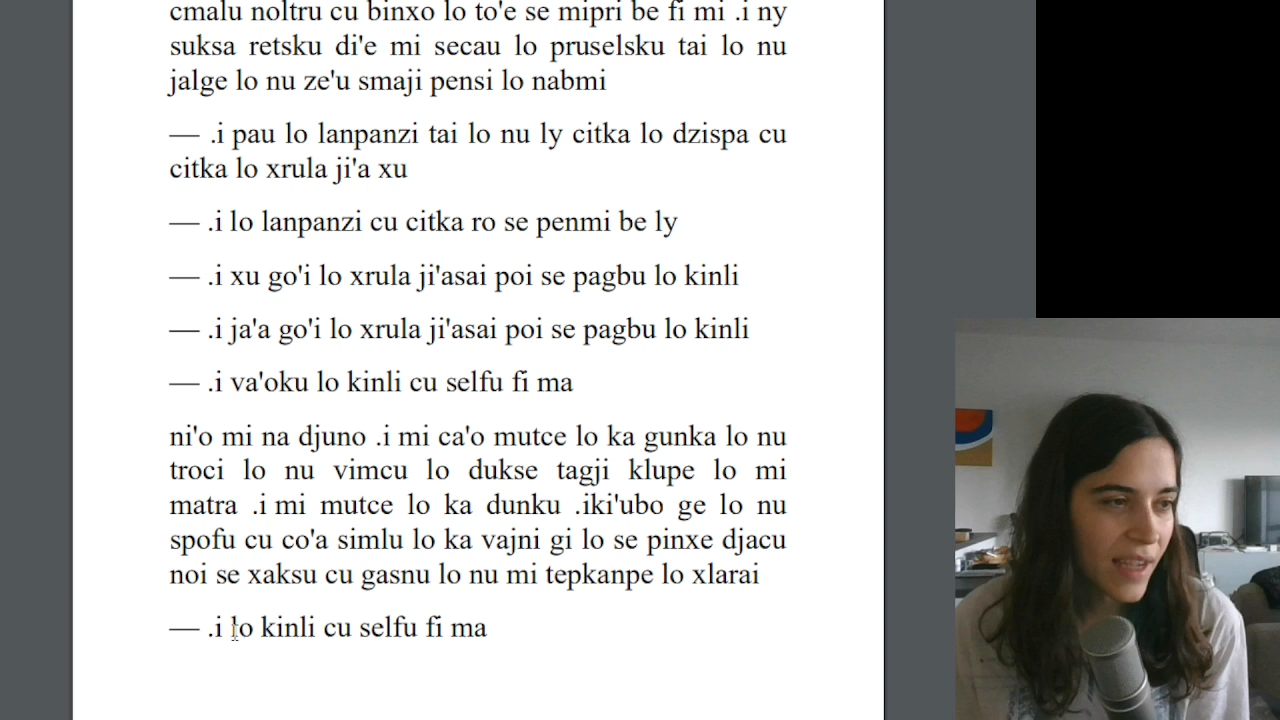 cmalu noltru cu binxo lo to'e se mipri be fi mi .i ny
suksa retsku di'e mi secau lo pruselsku tai lo nu
jalge lo nu ze'u smaji pensi lo nabmi
— .i pau lo lanpanzi tai lo nu ly citka lo dzispa cu
citka lo xrula ji'a xu
— .i lo lanpanzi cu citka ro se penmi be ly
— .i xu go'i lo xrula ji'asai poi se pagbu lo kinli
— .i ja'a go'i lo xrula ji'asai poi se pagbu lo kinli
— .i va'oku lo kinli cu selfu fi ma
ni'o mi na djuno .i mi ca'o mutce lo ka gunka lo nu
troci lo nu vimcu lo dukse tagji klupe lo mi
matra .i mi mutce lo ka dunku .iki'ubo ge lo nu
spofu cu co'a simlu lo ka vajni gi lo se pinxe djacu
noi se xaksu cu gasnu lo nu mi tepkanpe lo xlarai
— .i lo kinli cu selfu fi ma